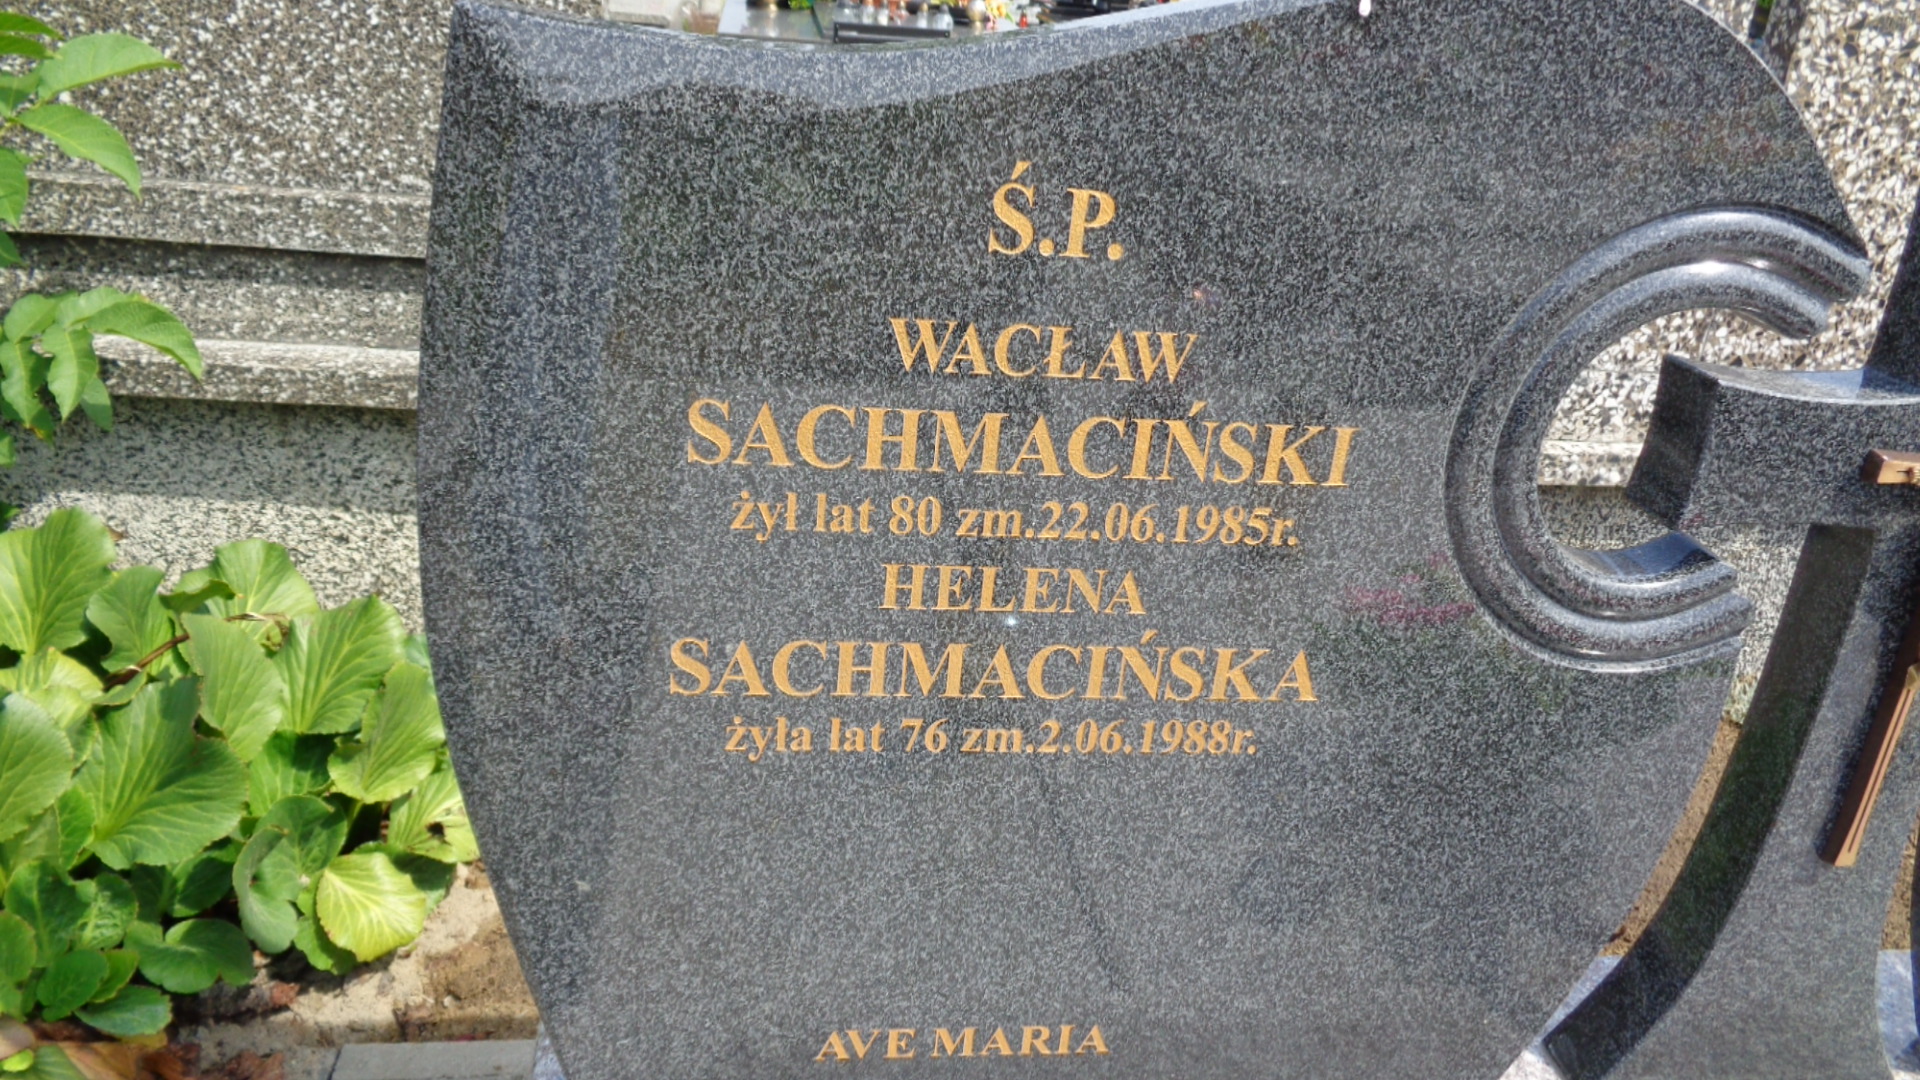 Ś.P.
WACŁAW
SACHMACIŃSKI
żył lat 80 zm.22.06.1985r.
HELENA
SACHMACIŃSKA
żyła lat 76 zm.2.06.1988r.
AVE MARIA